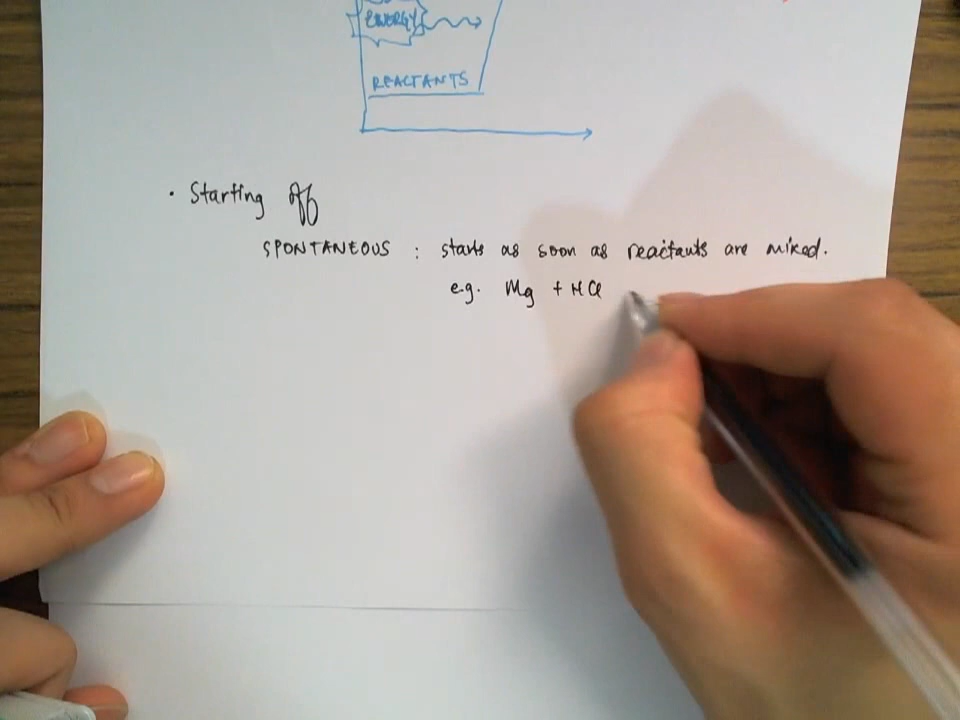 ENERGY
REACTANTS
• Starting off
SPONTANEOUS : starts as soon as reactants are mixed.
e.g. Mg + HCl